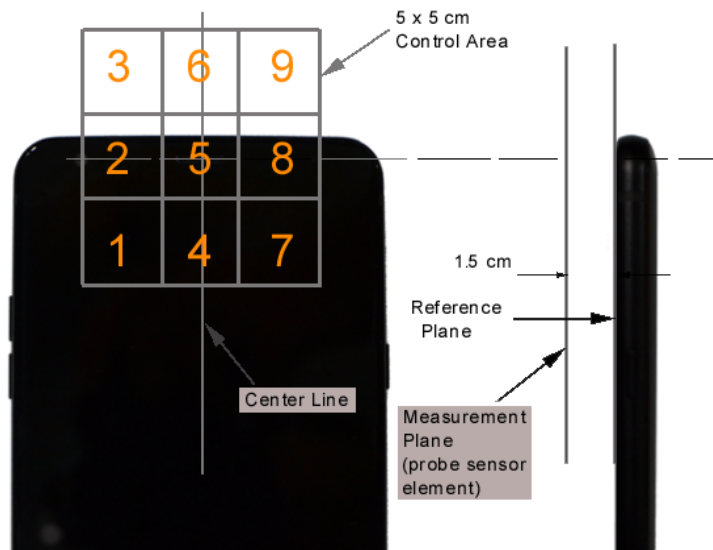 5 x 5 cm
Control Area
3 6 9
2 5 8
1 4 7
1.5 cm
Reference
Plane
Center Line
Measurement
Plane
(probe sensor
element)